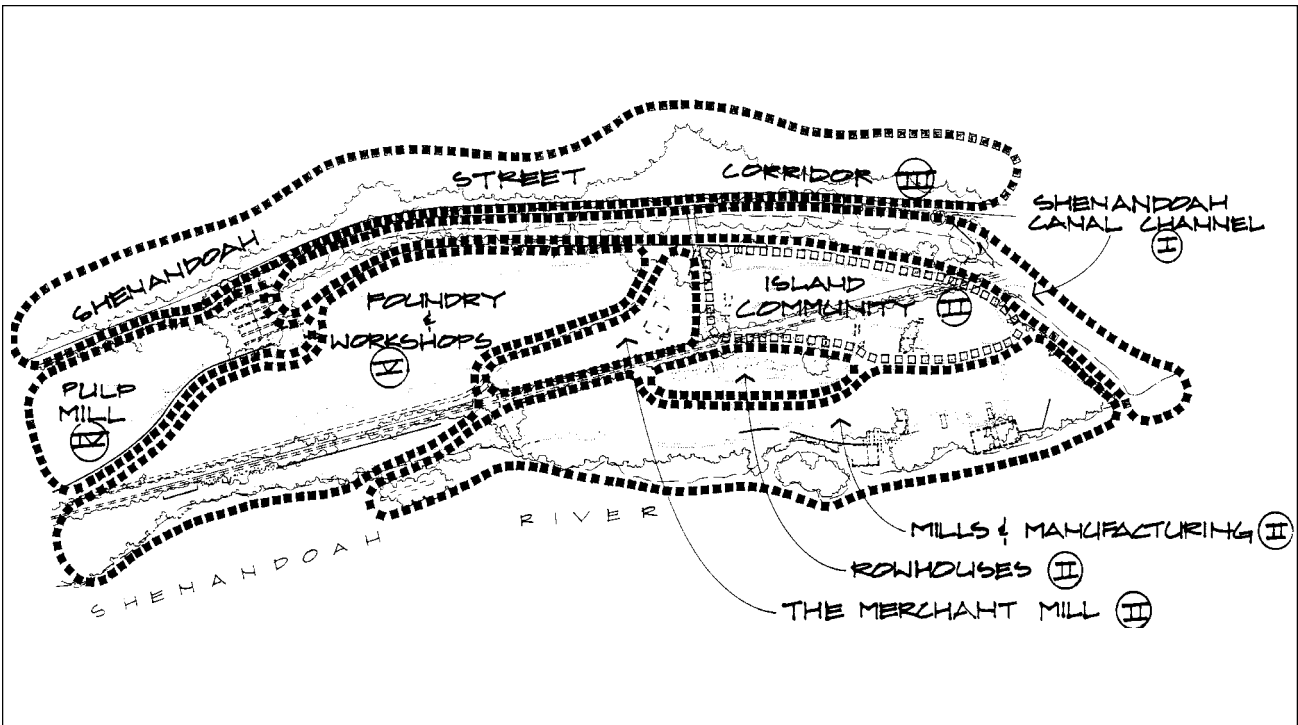 STREET
CORRIDOR III
SHENANDOAH
SHENANDOAH
CANAL CHANNEL
I
FOUNDRY
&
WORKSHOPS
V
ISLAND
COMMUNITY II
PULP
MILL
IV
SHENANDOAH
RIVER
MILLS & MANUFACTURING II
ROWHOUSES II
THE MERCHANT MILL II